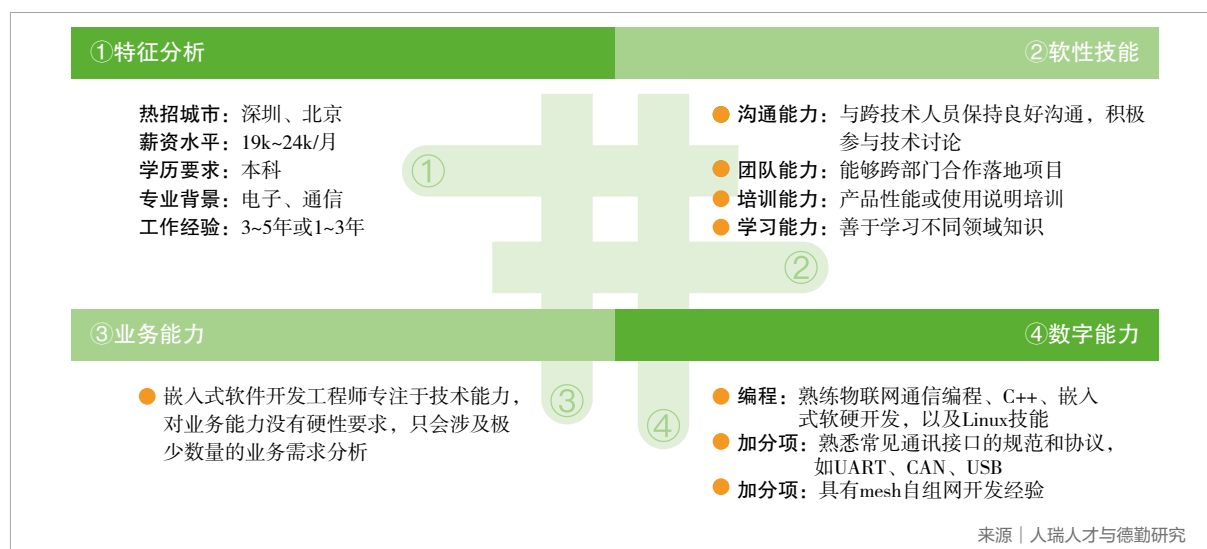 ①特征分析
热招城市：深圳、北京
薪资水平：19k~24k/月
学历要求：本科
专业背景：电子、通信
工作经验：3~5年或1~3年
①
②软性技能
沟通能力：与跨技术人员保持良好沟通，积极
参与技术讨论
团队能力：能够跨部门合作落地项目
培训能力：产品性能或使用说明培训
学习能力：善于学习不同领域知识
②
③业务能力
嵌入式软件开发工程师专注于技术能力，
对业务能力没有硬性要求，只会涉及极
少数量的业务需求分析
③
④数字能力
④
编程：熟练物联网通信编程、C++、嵌入
式软硬开发，以及Linux技能
加分项：熟悉常见通讯接口的规范和协议，
如UART、CAN、USB
加分项：具有mesh自组网开发经验
来源｜人瑞人才与德勤研究